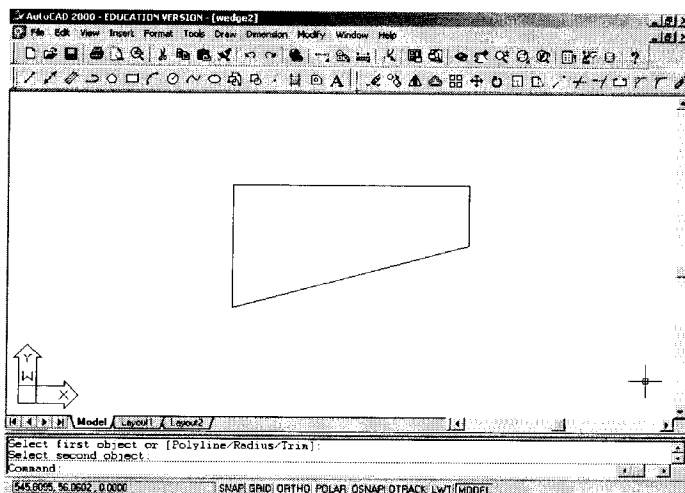 AutoCAD 2000 - EDUCATION VERSION - [wedge2]
File Edit View Insert Format Tools Draw Dimension Modify Window Help
Y
W
X
Model Layout1 Layout2
Select first object or [Polyline/Radius/Trim]:
Select second object:
Command:
545.8095, 56.0602, 0.0000 SNAP GRID ORTHO POLAR OSNAP OTRACK LWT MODEL